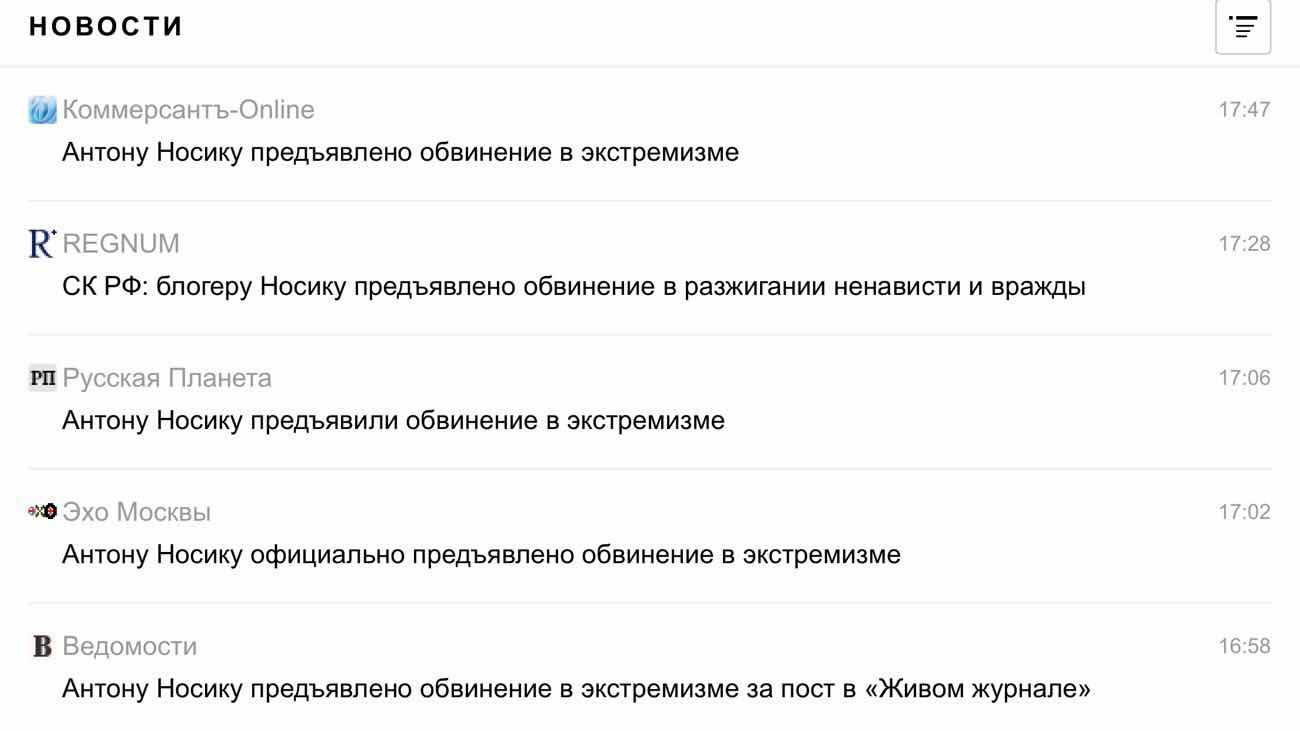 НОВОСТИ
Коммерсантъ-Online 17:47
Антону Носику предъявлено обвинение в экстремизме
R REGNUM 17:28
СК РФ: блогеру Носику предъявлено обвинение в разжигании ненависти и вражды
РП Русская Планета 17:06
Антону Носику предъявили обвинение в экстремизме
эхо Эхо Москвы 17:02
Антону Носику официально предъявлено обвинение в экстремизме
В Ведомости 16:58
Антону Носику предъявлено обвинение в экстремизме за пост в «Живом журнале»